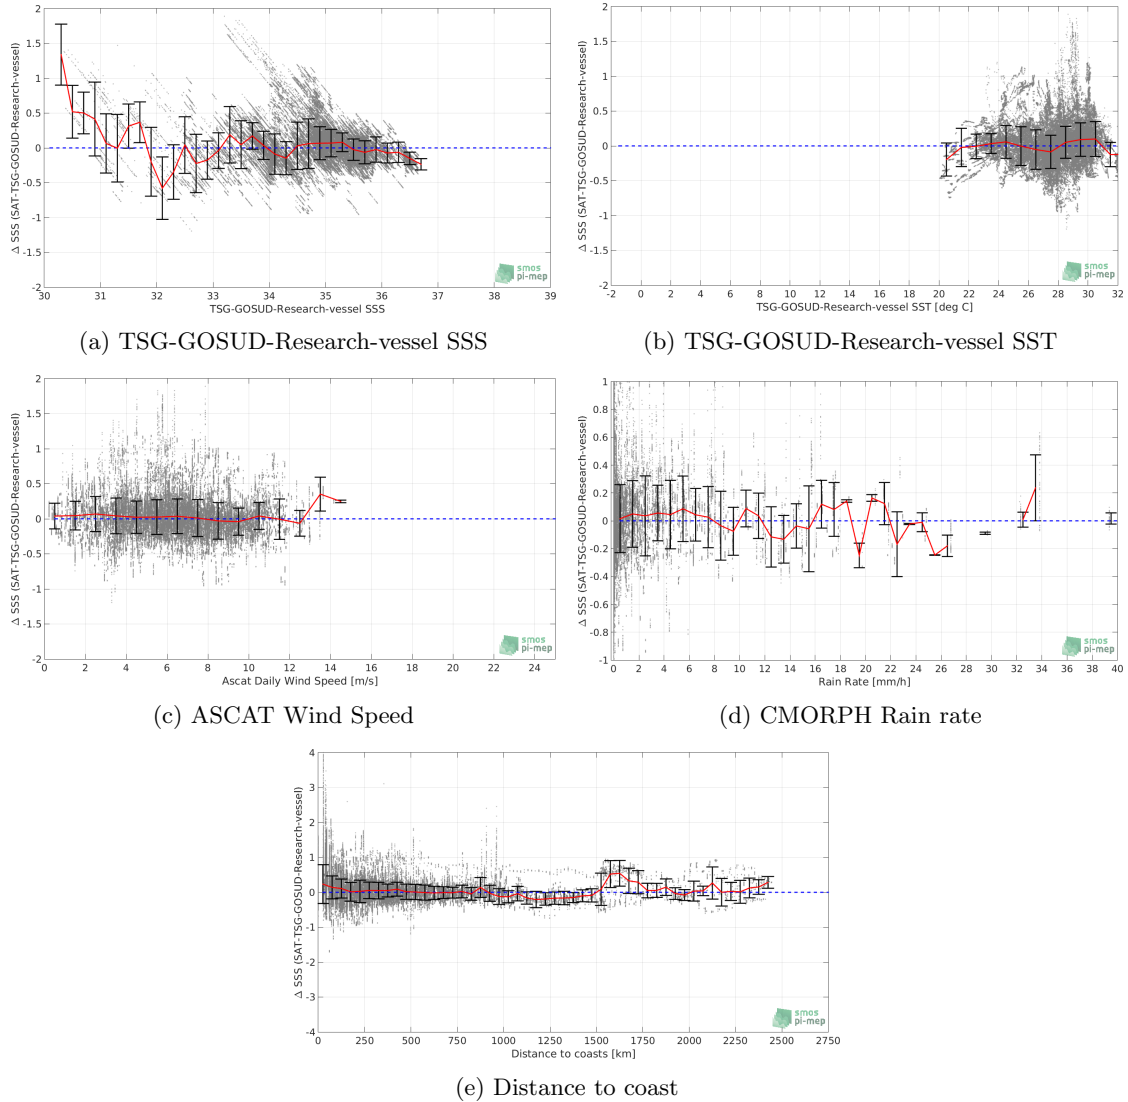 2
1.5
1
0.5
0
-0.5
-1
-1.5
-2
Δ SSS (SAT-TSG-GOSUD-Research-vessel)
30 31 32 33 34 35 36 37 38 39
TSG-GOSUD-Research-vessel SSS
smos
pi-mep
(a) TSG-GOSUD-Research-vessel SSS
2
1.5
1
0.5
0
-0.5
-1
-1.5
-2
Δ SSS (SAT-TSG-GOSUD-Research-vessel)
-2 0 2 4 6 8 10 12 14 16 18 20 22 24 26 28 30 32
TSG-GOSUD-Research-vessel SST [deg C]
smos
pi-mep
(b) TSG-GOSUD-Research-vessel SST
2
1.5
1
0.5
0
-0.5
-1
-1.5
-2
Δ SSS (SAT-TSG-GOSUD-Research-vessel)
0 2 4 6 8 10 12 14 16 18 20 22 24
Ascat Daily Wind Speed [m/s]
smos
pi-mep
(c) ASCAT Wind Speed
1
0.8
0.6
0.4
0.2
0
-0.2
-0.4
-0.6
-0.8
-1
Δ SSS (SAT-TSG-GOSUD-Research-vessel)
0 2 4 6 8 10 12 14 16 18 20 22 24 26 28 30 32 34 36 38 40
Rain Rate [mm/h]
smos
pi-mep
(d) CMORPH Rain rate
4
3
2
1
0
-1
-2
-3
-4
Δ SSS (SAT-TSG-GOSUD-Research-vessel)
0 250 500 750 1000 1250 1500 1750 2000 2250 2500 2750
Distance to coasts [km]
smos
pi-mep
(e) Distance to coast